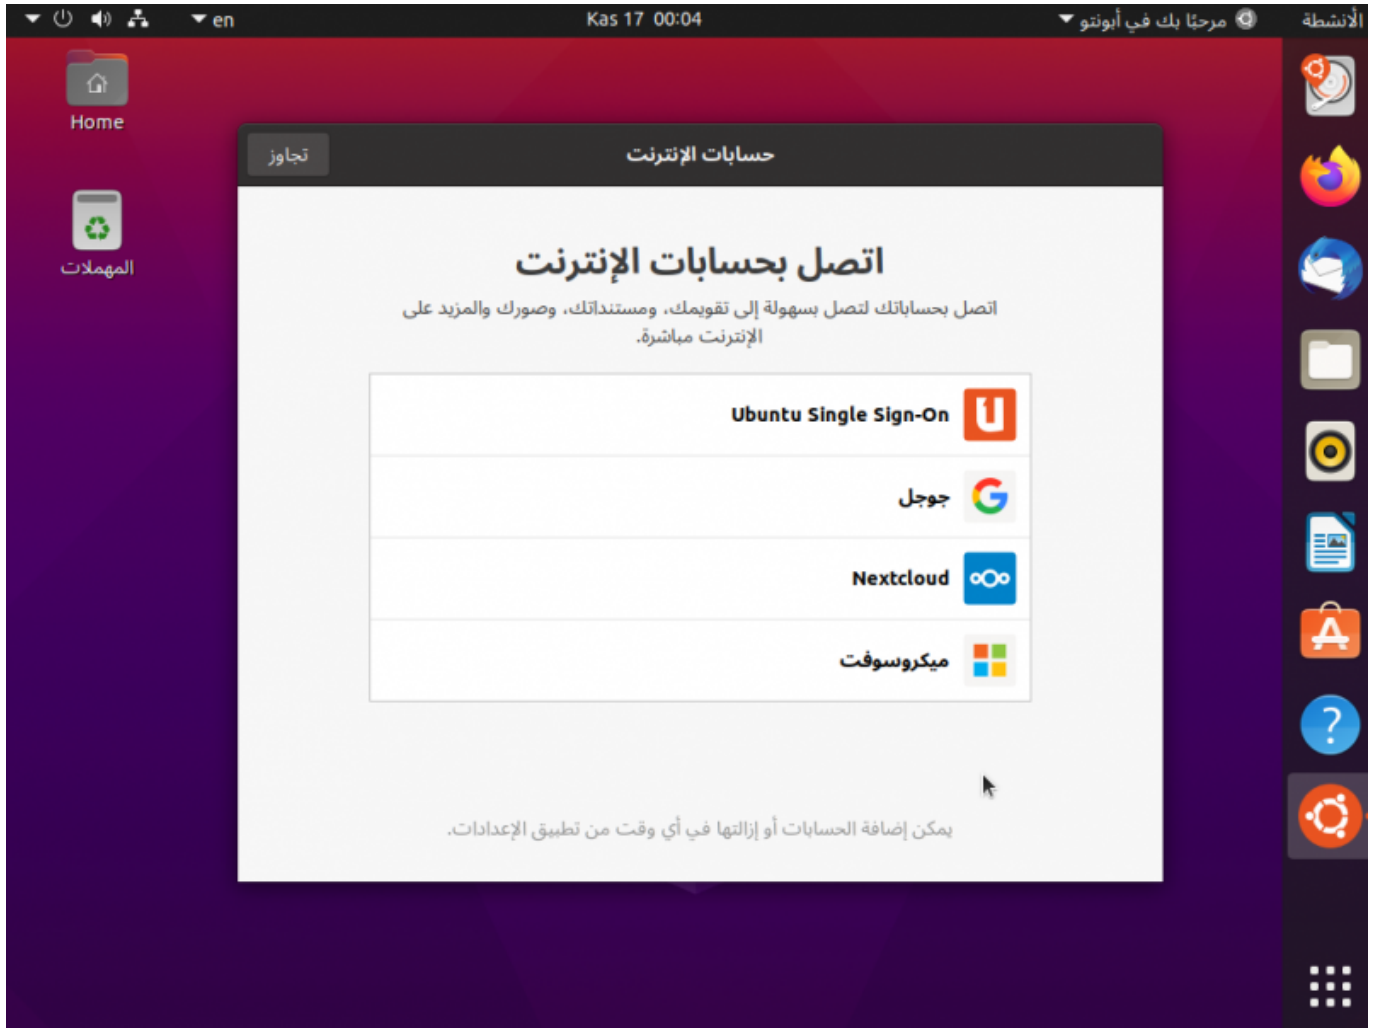 الأنشطة
مرحبًا بك في أبونتو
Kas 17 00:04
en
Home
المهملات
حسابات الإنترنت
تجاوز
اتصل بحسابات الإنترنت
اتصل بحساباتك لتصل بسهولة إلى تقويمك، ومستنداتك، وصورك والمزيد على
الإنترنت مباشرة.
Ubuntu Single Sign-On
جوجل
Nextcloud
ميكروسوفت
يمكن إضافة الحسابات أو إزالتها في أي وقت من تطبيق الإعدادات.